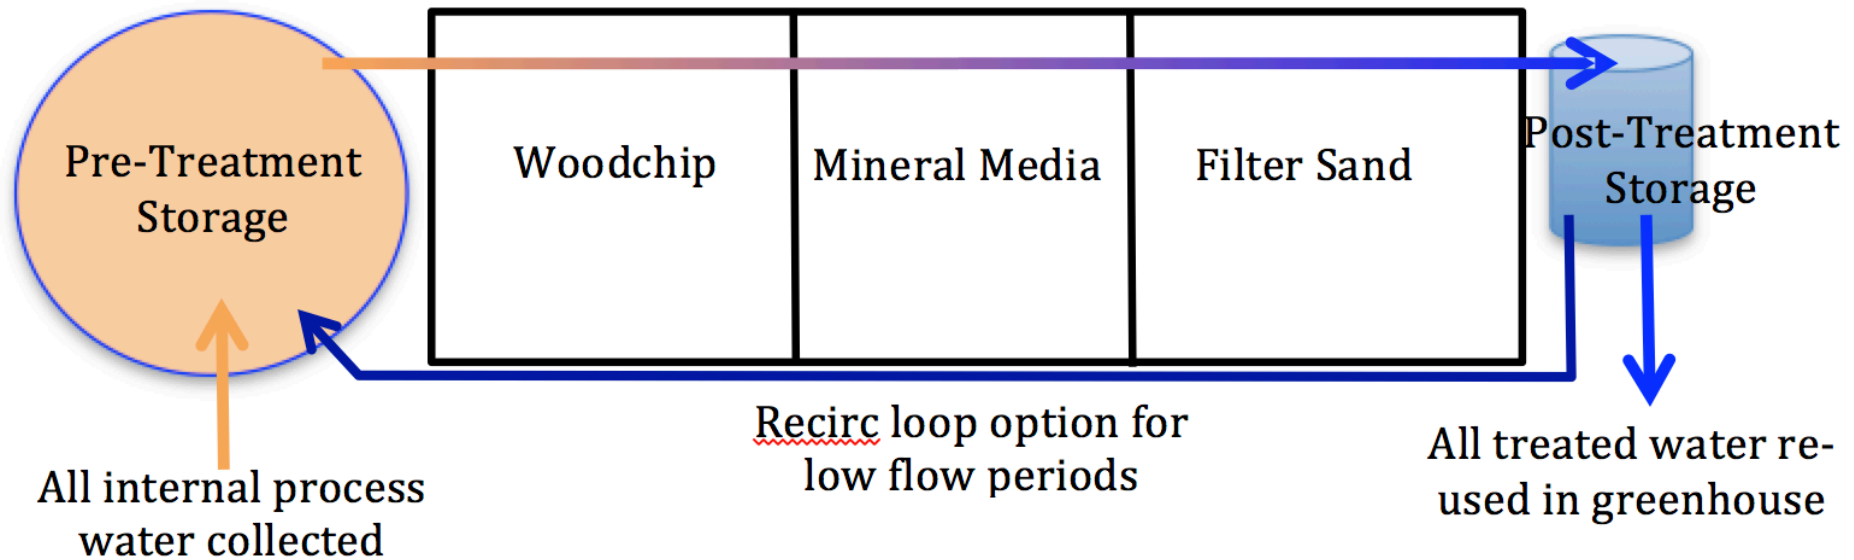 Pre-Treatment
Storage
Woodchip
Mineral Media
Filter Sand
Post-Treatment
Storage
Recirc loop option for
low flow periods
All internal process
water collected
All treated water re-
used in greenhouse